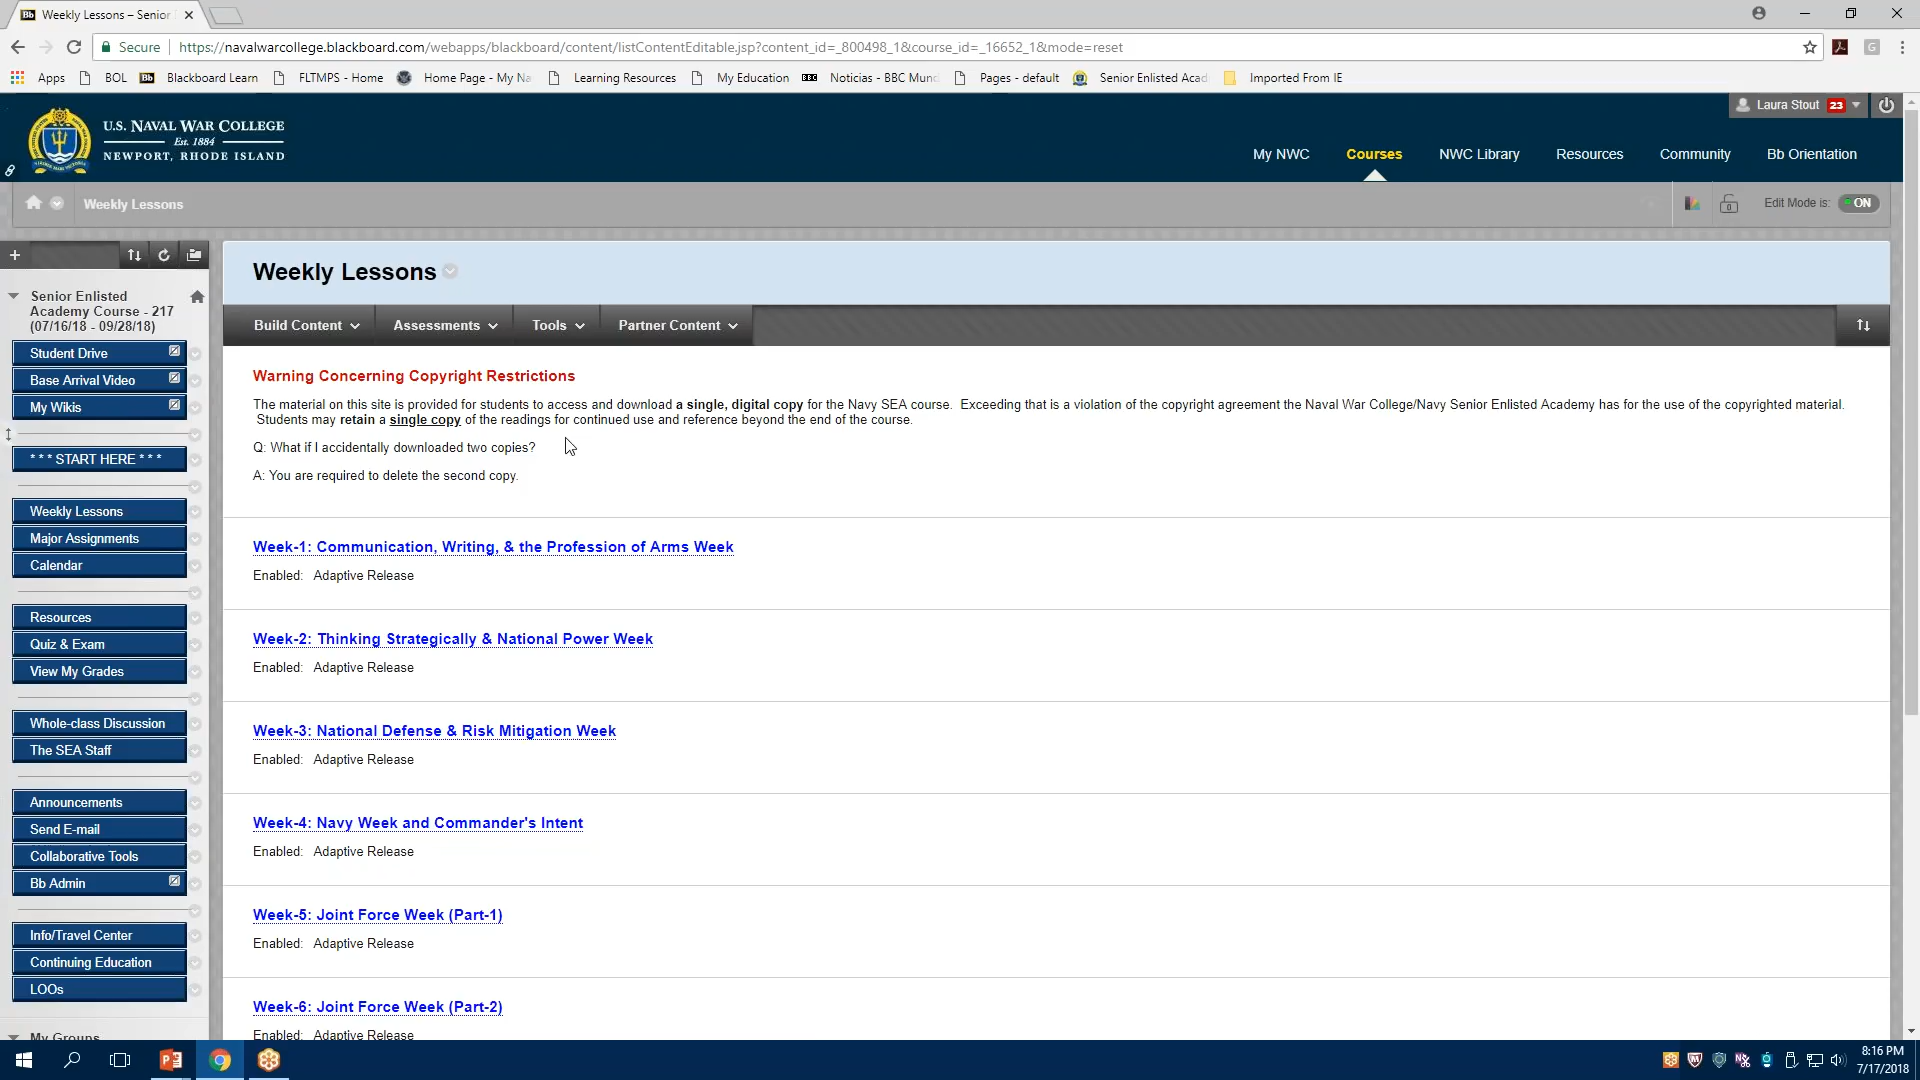 Weekly Lessons – Senior
Secure https://navalwarcollege.blackboard.com/webapps/blackboard/content/listContentEditable.jsp?content_id=_800498_1&course_id=_16652_1&mode=reset
Apps BOL Bb Blackboard Learn FLTMPS - Home Home Page - My Na Learning Resources My Education BBC Noticias - BBC Mun Pages - default Senior Enlisted Acad Imported From IE
Laura Stout 23
U.S. NAVAL WAR COLLEGE
Est. 1884
NEWPORT, RHODE ISLAND
My NWC Courses NWC Library Resources Community Bb Orientation
Weekly Lessons
Edit Mode is: ON
Senior Enlisted
Academy Course - 217
(07/16/18 - 09/28/18)
Student Drive
Base Arrival Video
My Wikis
* * * START HERE * * *
Weekly Lessons
Major Assignments
Calendar
Resources
Quiz & Exam
View My Grades
Whole-class Discussion
The SEA Staff
Announcements
Send E-mail
Collaborative Tools
Bb Admin
Info/Travel Center
Continuing Education
LOOs
My Groups
Weekly Lessons
Build Content Assessments Tools Partner Content
Warning Concerning Copyright Restrictions
The material on this site is provided for students to access and download a single, digital copy for the Navy SEA course. Exceeding that is a violation of the copyright agreement the Naval War College/Navy Senior Enlisted Academy has for the use of the copyrighted material.
Students may retain a single copy of the readings for continued use and reference beyond the end of the course.
Q: What if I accidentally downloaded two copies?
A: You are required to delete the second copy.
Week-1: Communication, Writing, & the Profession of Arms Week
Enabled: Adaptive Release
Week-2: Thinking Strategically & National Power Week
Enabled: Adaptive Release
Week-3: National Defense & Risk Mitigation Week
Enabled: Adaptive Release
Week-4: Navy Week and Commander's Intent
Enabled: Adaptive Release
Week-5: Joint Force Week (Part-1)
Enabled: Adaptive Release
Week-6: Joint Force Week (Part-2)
Enabled: Adaptive Release
8:16 PM
7/17/2018